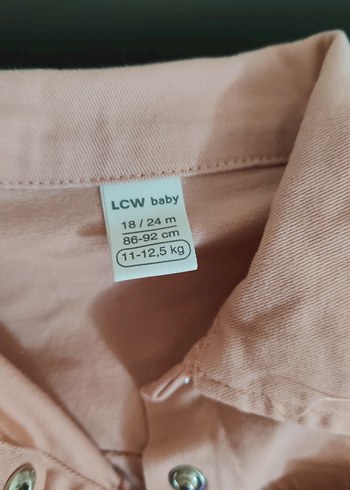 LCW baby
18 / 24 m
86-92 cm
11-12,5 kg